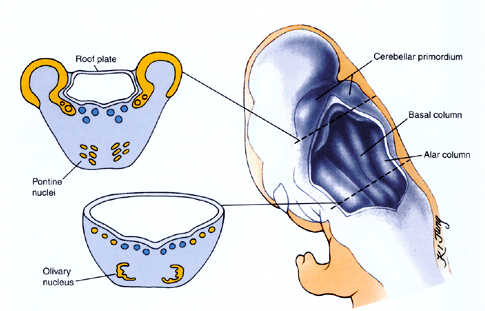 Roof plate
Cerebellar primordium
Basal column
Alar column
Pontine
nuclei
Olivary
nucleus